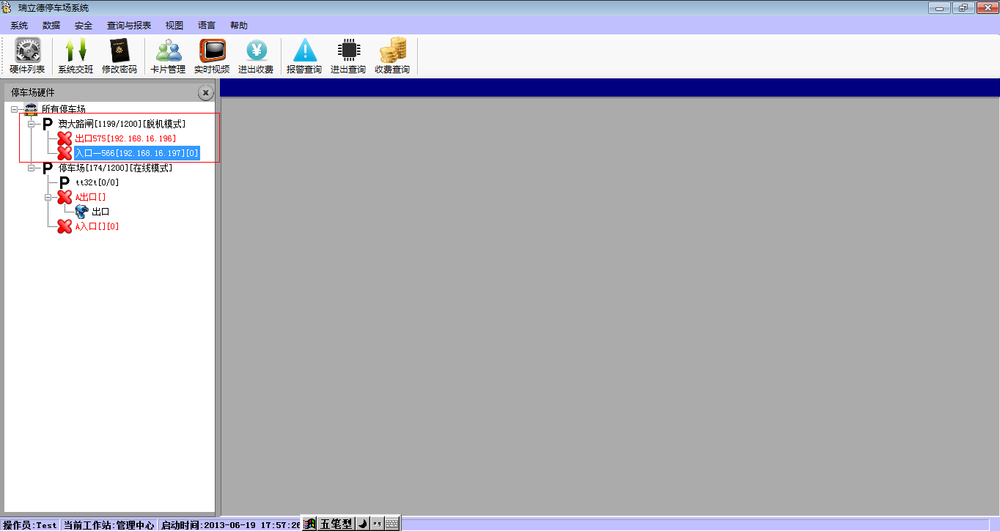 瑞立德停车场系统
系统 数据 安全 查询与报表 视图 语言 帮助
硬件列表 系统交班 修改密码 卡片管理 实时视频 进出收费 报警查询 进出查询 收费查询
停车场硬件
所有停车场
P 澳大路闸[1199/1200][脱机模式]
出口575[192.168.16.196]
入口—566[192.168.16.197][0]
P 停车场[174/1200][在线模式]
P tt32t[0/0]
A出口[]
出口
A入口[][0]
操作员:Test 当前工作站:管理中心 启动时间:2013-06-19 17:57:26 五笔型